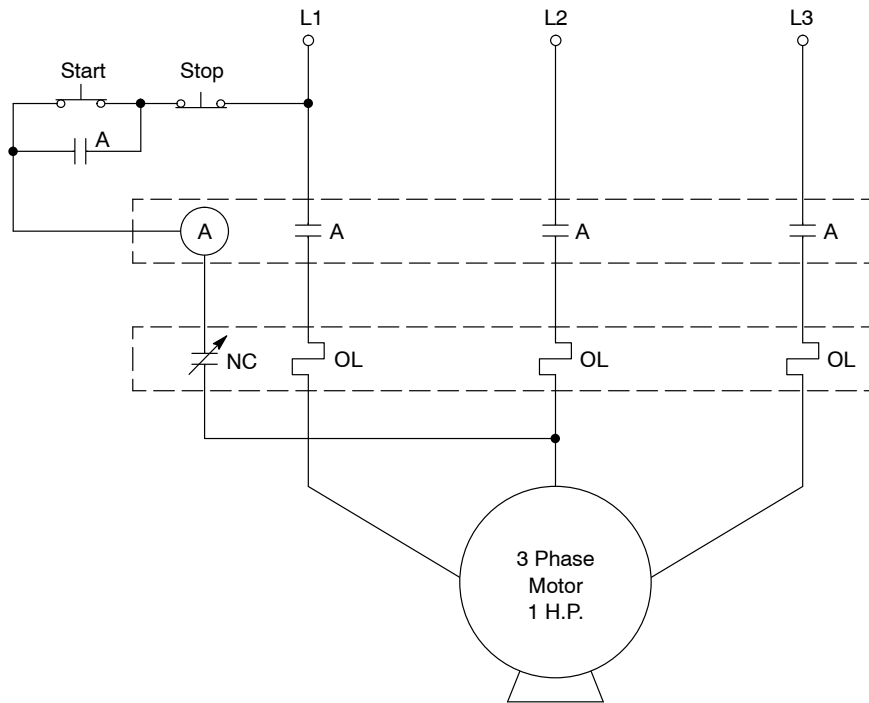 L1 L2 L3
Start Stop
A
A A A A
NC OL OL OL
3 Phase
Motor
1 H.P.